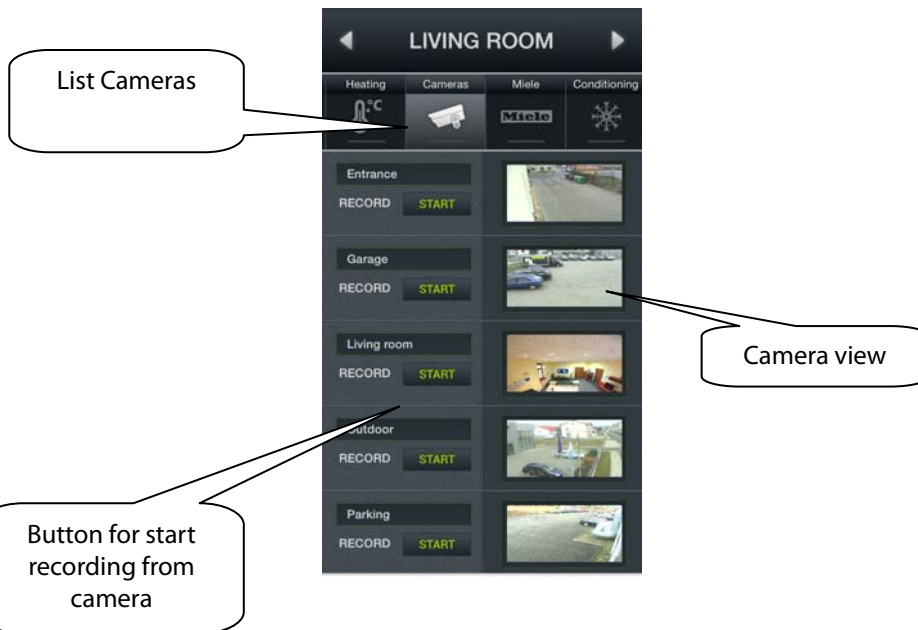 LIVING ROOM
List Cameras
Heating Cameras Miele Conditioning
°C
Miele
Entrance
RECORD START
Garage
RECORD START
Living room
RECORD START
Camera view
Outdoor
RECORD START
Parking
RECORD START
Button for start
recording from
camera